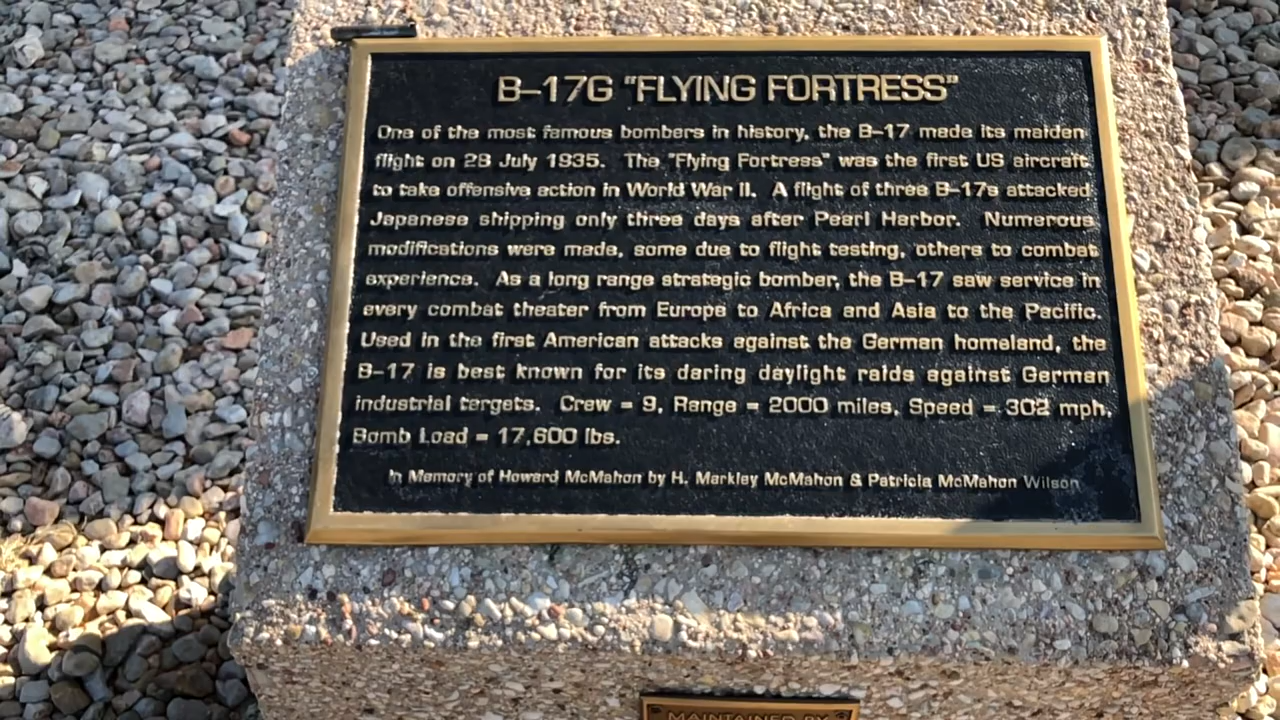 B-17G "FLYING FORTRESS"
One of the most famous bombers in history, the B-17 made its maiden
flight on 28 July 1935. The "Flying Fortress" was the first US aircraft
to take offensive action in World War II. A flight of three B-17s attacked
Japanese shipping only three days after Pearl Harbor. Numerous
modifications were made, some due to flight testing, others to combat
experience. As a long range strategic bomber, the B-17 saw service in
every combat theater from Europe to Africa and Asia to the Pacific.
Used in the first American attacks against the German homeland, the
B-17 is best known for its daring daylight raids against German
industrial targets. Crew = 9, Range = 2000 miles, Speed = 302 mph,
Bomb Load = 17,600 lbs.
In Memory of Howard McMahon by H. Markley McMahon & Patricia McMahon Wilson
MAINTAINED BY